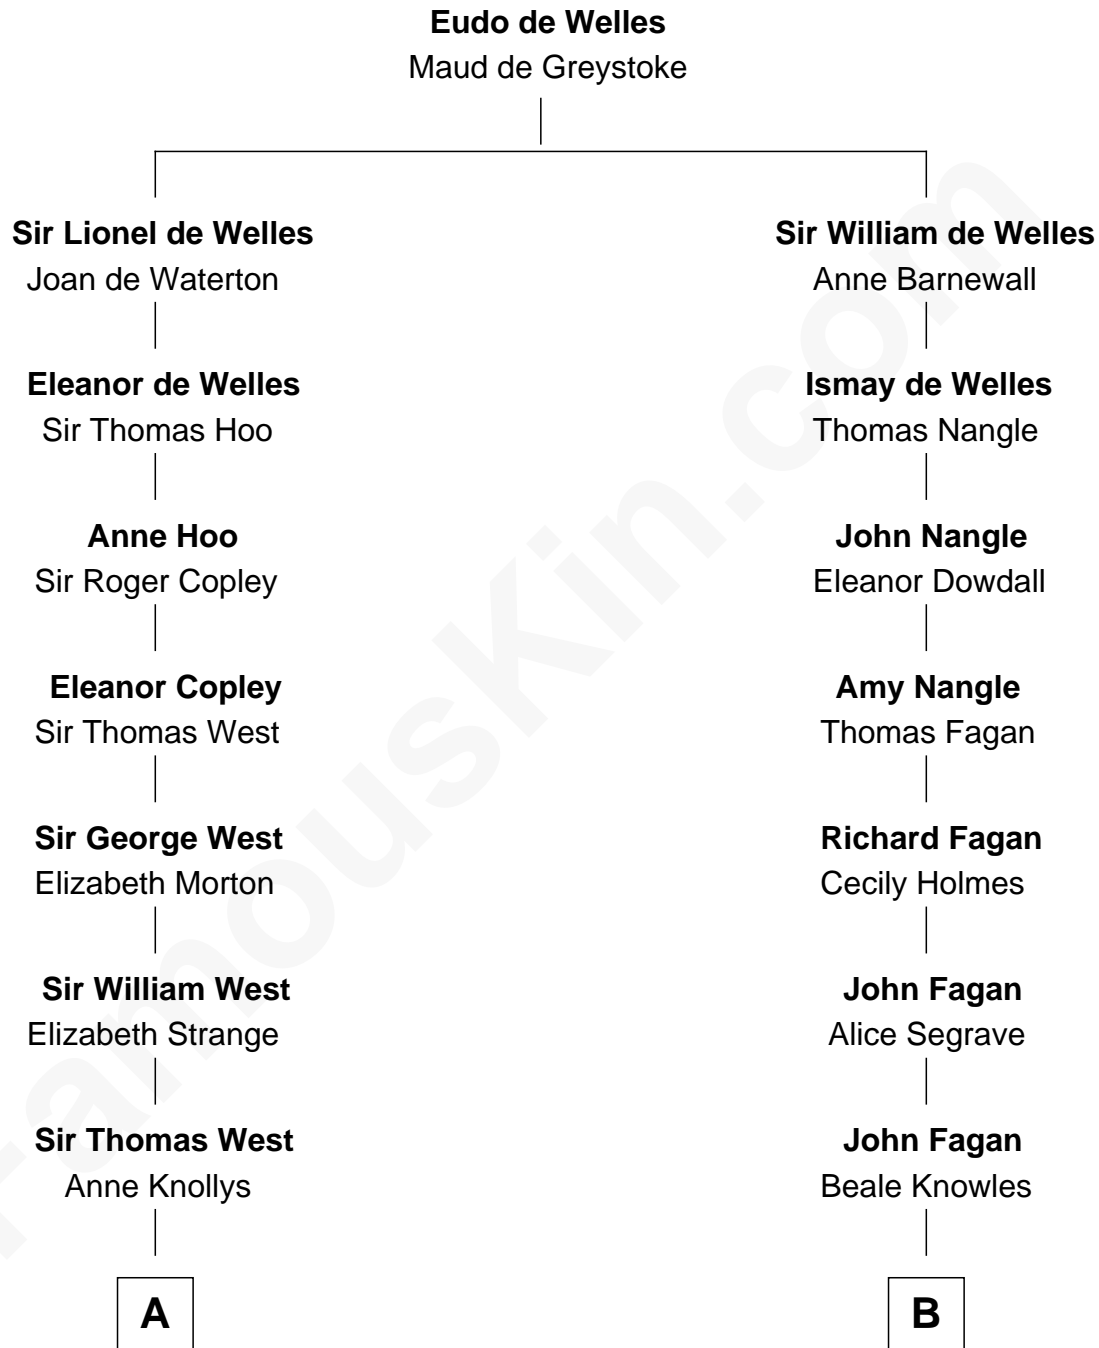 Eudo de Welles
Maud de Greystoke
Sir Lionel de Welles
Joan de Waterton
Eleanor de Welles
Sir Thomas Hoo
Anne Hoo
Sir Roger Copley
Eleanor Copley
Sir Thomas West
Sir George West
Elizabeth Morton
Sir William West
Elizabeth Strange
Sir Thomas West
Anne Knollys
A
Sir William de Welles
Anne Barnewall
Ismay de Welles
Thomas Nangle
John Nangle
Eleanor Dowdall
Amy Nangle
Thomas Fagan
Richard Fagan
Cecily Holmes
John Fagan
Alice Segrave
John Fagan
Beale Knowles
B
FamousKin.com